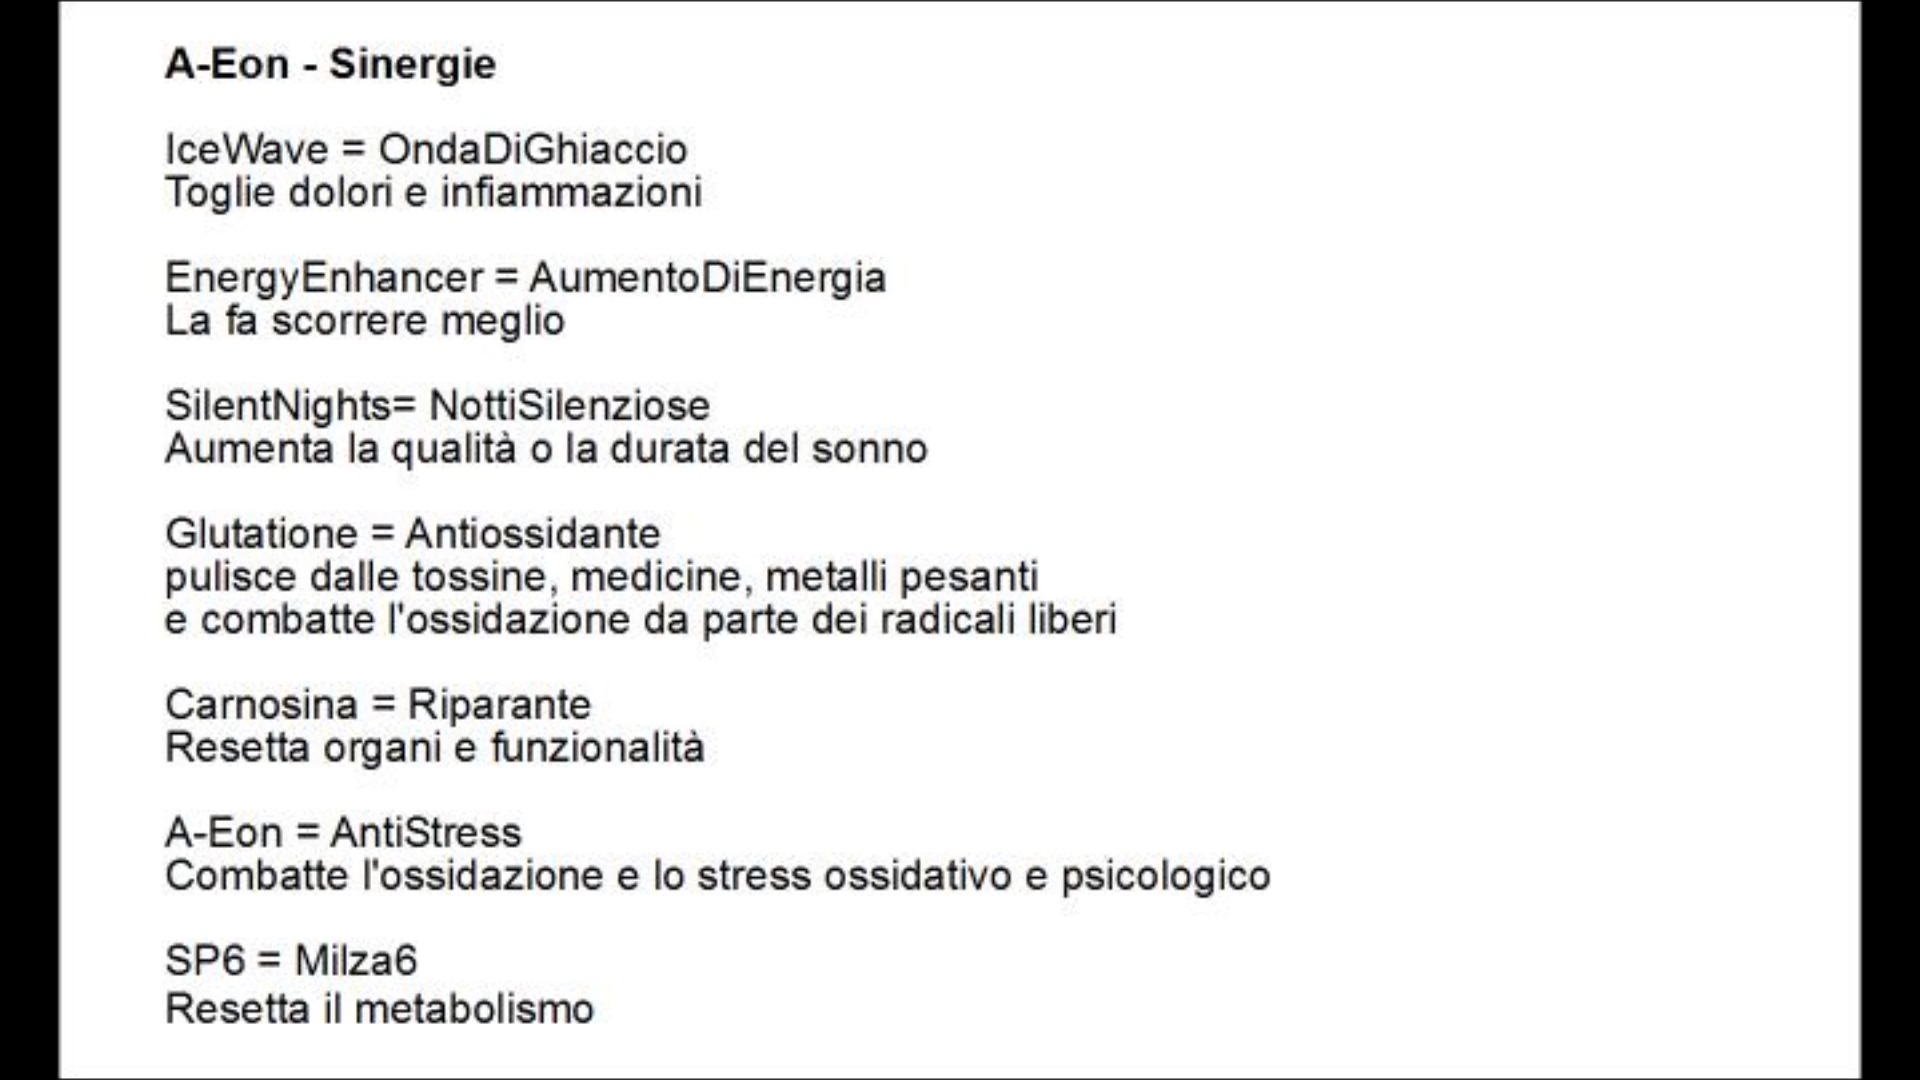 A-Eon - Sinergie
IceWave = OndaDiGhiaccio
Toglie dolori e infiammazioni
EnergyEnhancer = AumentoDiEnergia
La fa scorrere meglio
SilentNights= NottiSilenziose
Aumenta la qualità o la durata del sonno
Glutatione = Antiossidante
pulisce dalle tossine, medicine, metalli pesanti
e combatte l'ossidazione da parte dei radicali liberi
Carnosina = Riparante
Resetta organi e funzionalità
A-Eon = AntiStress
Combatte l'ossidazione e lo stress ossidativo e psicologico
SP6 = Milza6
Resetta il metabolismo